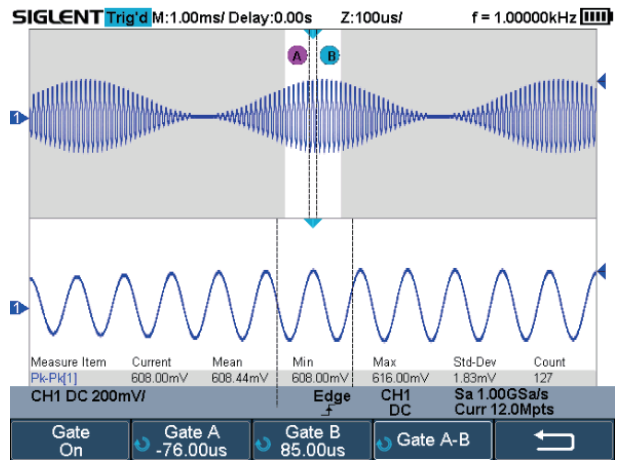 SIGLENT Trig'd M:1.00ms/ Delay:0.00s Z:100us/ f = 1.00000kHz
A B
1
1
Measure Item Current Mean Min Max Std-Dev Count
Pk-Pk[1] 608.00mV 608.44mV 608.00mV 616.00mV 1.83mV 127
CH1 DC 200mV/ Edge CH1 Sa 1.00GSa/s
DC Curr 12.0Mpts
Gate Gate A Gate B Gate A-B
On -76.00us 85.00us